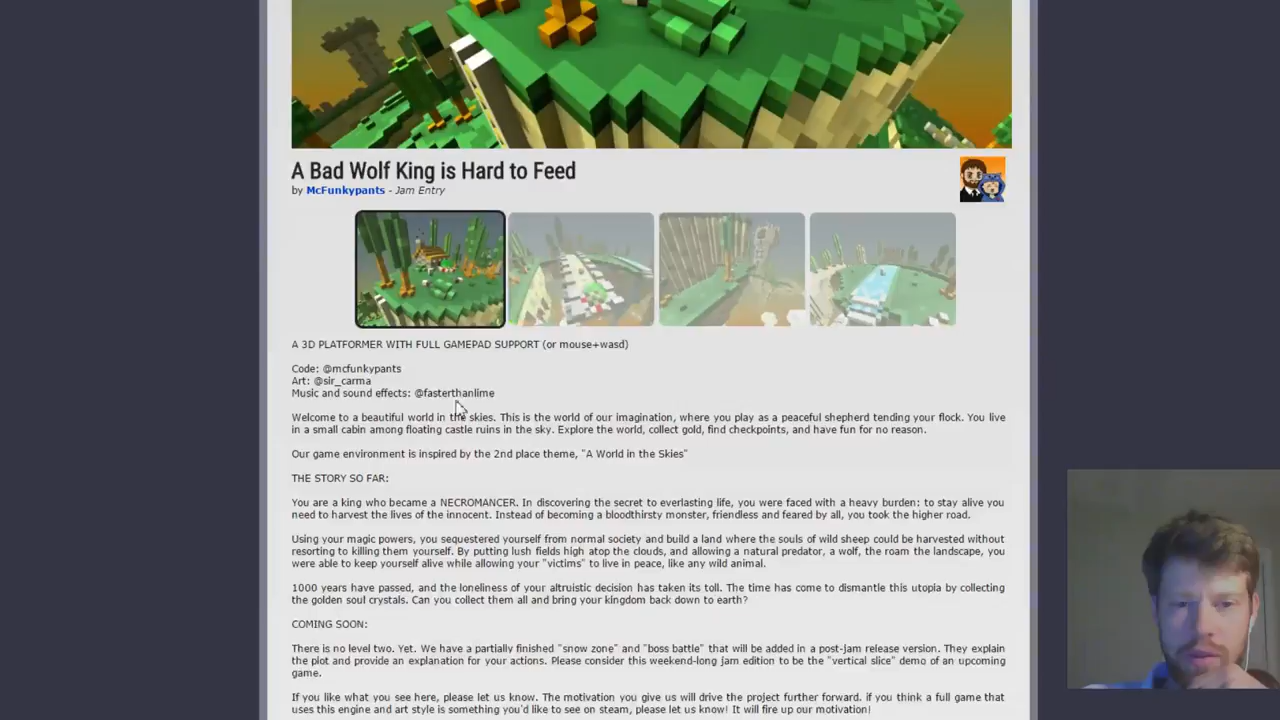 A Bad Wolf King is Hard to Feed
by McFunkypants - Jam Entry
A 3D PLATFORMER WITH FULL GAMEPAD SUPPORT (or mouse+wasd)
Code: @mcfunkypants
Art: @sir_carma
Music and sound effects: @fasterthanlime
Welcome to a beautiful world in the skies. This is the world of our imagination, where you play as a peaceful shepherd tending your flock. You live
in a small cabin among floating castle ruins in the sky. Explore the world, collect gold, find checkpoints, and have fun for no reason.
Our game environment is inspired by the 2nd place theme, "A World in the Skies"
THE STORY SO FAR:
You are a king who became a NECROMANCER. In discovering the secret to everlasting life, you were faced with a heavy burden: to stay alive you
need to harvest the lives of the innocent. Instead of becoming a bloodthirsty monster, friendless and feared by all, you took the higher road.
Using your magic powers, you sequestered yourself from normal society and build a land where the souls of wild sheep could be harvested without
resorting to killing them yourself. By putting lush fields high atop the clouds, and allowing a natural predator, a wolf, the roam the landscape, you
were able to keep yourself alive while allowing your "victims" to live in peace, like any wild animal.
1000 years have passed, and the loneliness of your altruistic decision has taken its toll. The time has come to dismantle this utopia by collecting
the golden soul crystals. Can you collect them all and bring your kingdom back down to earth?
COMING SOON:
There is no level two. Yet. We have a partially finished "snow zone" and "boss battle" that will be added in a post-jam release version. They explain
the plot and provide an explanation for your actions. Please consider this weekend-long jam edition to be the "vertical slice" demo of an upcoming
game.
If you like what you see here, please let us know. The motivation you give us will drive the project further forward. if you think a full game that
uses this engine and art style is something you'd like to see on steam, please let us know! It will fire up our motivation!